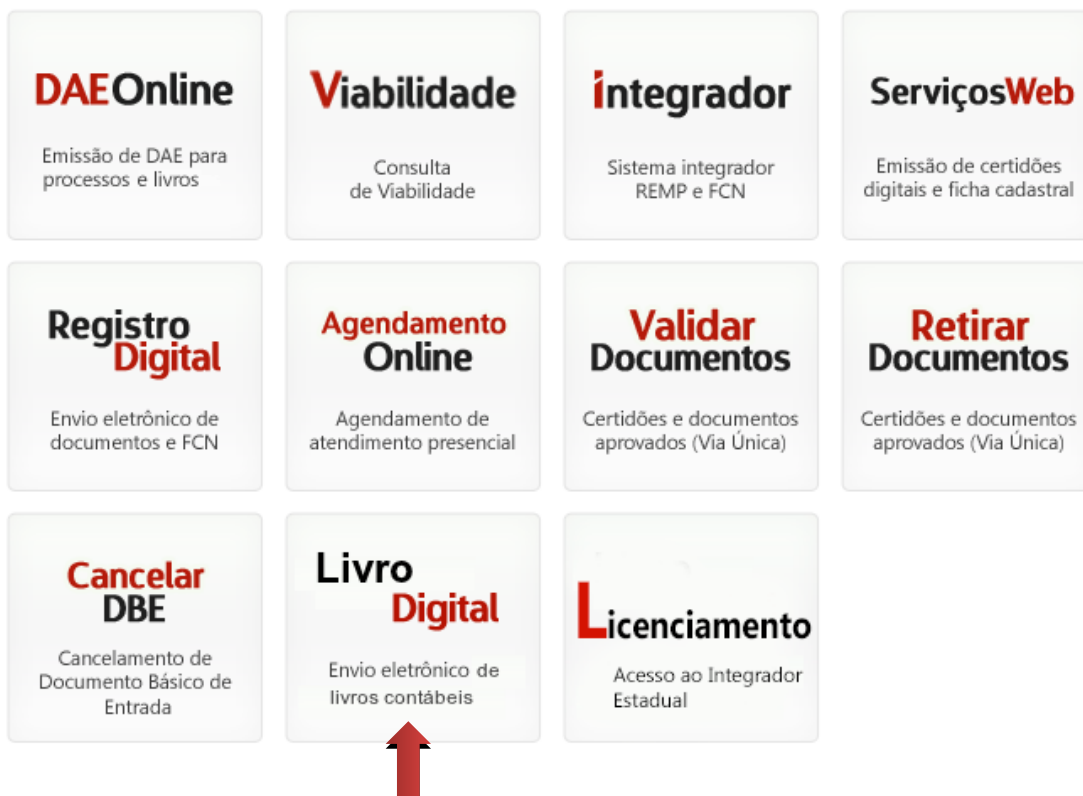 DAEOnline
Emissão de DAE para
processos e livros
Viabilidade
Consulta
de Viabilidade
integrador
Sistema integrador
REMP e FCN
ServiçosWeb
Emissão de certidões
digitais e ficha cadastral
Registro
Digital
Envio eletrônico de
documentos e FCN
Agendamento
Online
Agendamento de
atendimento presencial
Validar
Documentos
Certidões e documentos
aprovados (Via Única)
Retirar
Documentos
Certidões e documentos
aprovados (Via Única)
Cancelar
DBE
Cancelamento de
Documento Básico de
Entrada
Livro
Digital
Envio eletrônico de
livros contábeis
Licenciamento
Acesso ao Integrador
Estadual